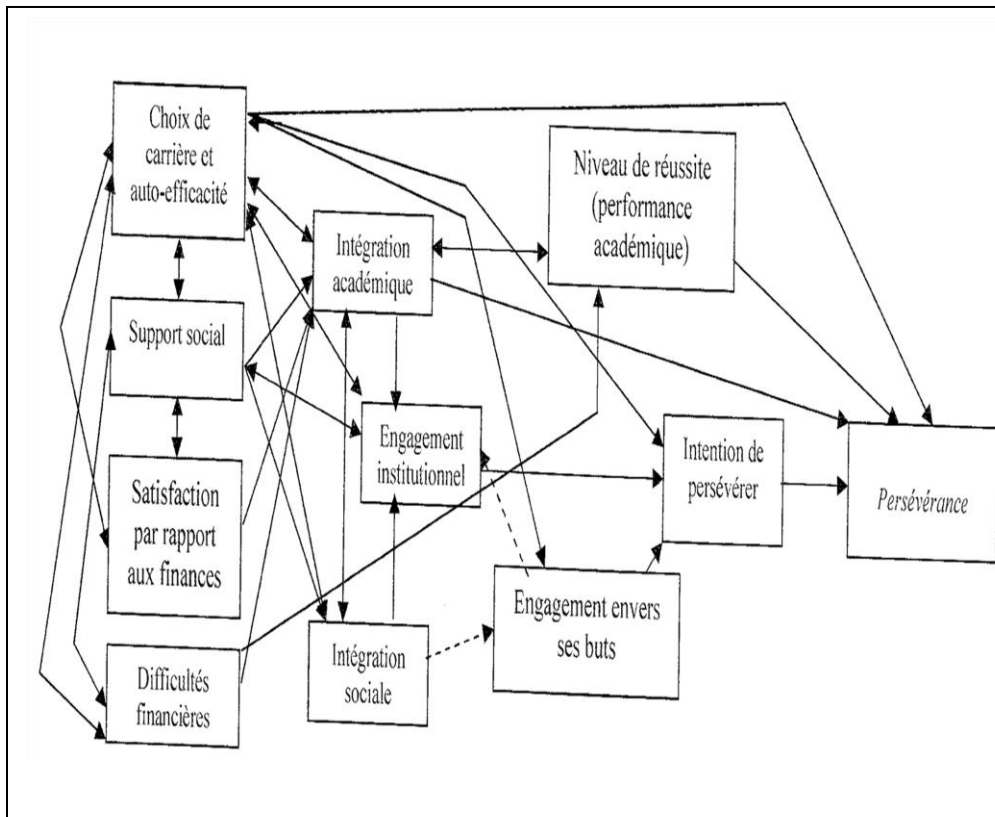 Choix de
carrière et
auto-efficacité
Support social
Satisfaction
par rapport
aux finances
Difficultés
financières
Intégration
académique
Engagement
institutionnel
Intégration
sociale
Niveau de réussite
(performance
académique)
Engagement envers
ses buts
Intention de
persévérer
Persévérance